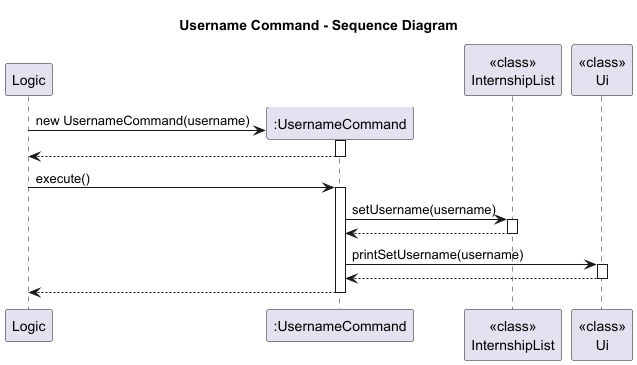 Username Command - Sequence Diagram
Logic
«class»
InternshipList
«class»
Ui
new UsernameCommand(username)
:UsernameCommand
execute()
setUsername(username)
printSetUsername(username)
Logic
:UsernameCommand
«class»
InternshipList
«class»
Ui